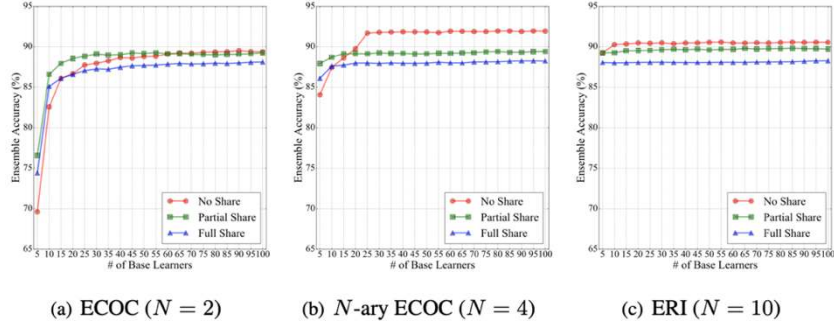 95
90
85
80
75
70
65
Ensemble Accuracy (%)
No Share
Partial Share
Full Share
5 10 15 20 25 30 35 40 45 50 55 60 65 70 75 80 85 90 95 100
# of Base Learners
(a) ECOC (N = 2)
95
90
85
80
75
70
65
Ensemble Accuracy (%)
No Share
Partial Share
Full Share
5 10 15 20 25 30 35 40 45 50 55 60 65 70 75 80 85 90 95 100
# of Base Learners
(b) N-ary ECOC (N = 4)
95
90
85
80
75
70
65
Ensemble Accuracy (%)
No Share
Partial Share
Full Share
5 10 15 20 25 30 35 40 45 50 55 60 65 70 75 80 85 90 95 100
# of Base Learners
(c) ERI (N = 10)